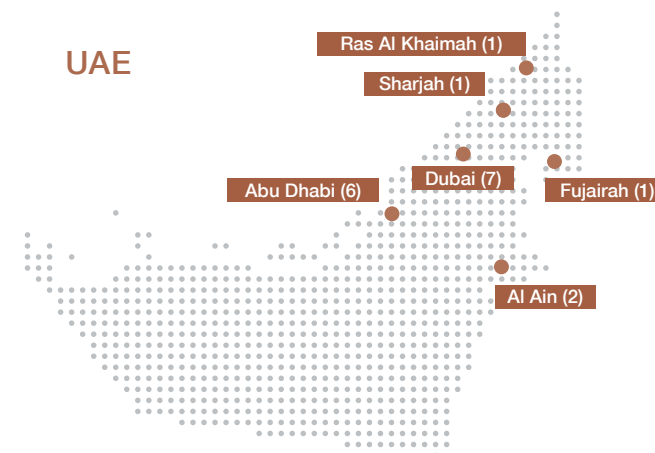 UAE
Ras Al Khaimah (1)
Sharjah (1)
Dubai (7)
Abu Dhabi (6)
Fujairah (1)
Al Ain (2)